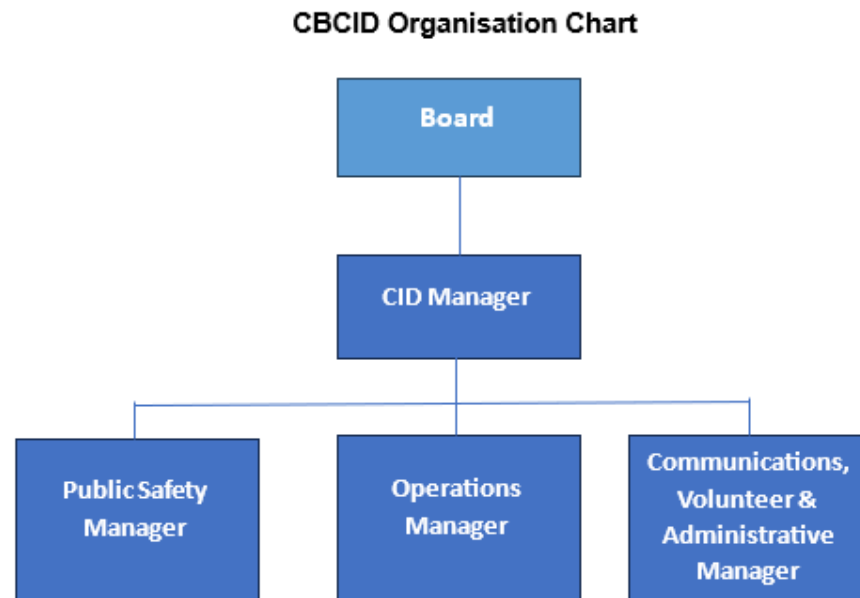 CBCID Organisation Chart
Board
CID Manager
Public Safety
Manager
Operations
Manager
Communications,
Volunteer &
Administrative
Manager